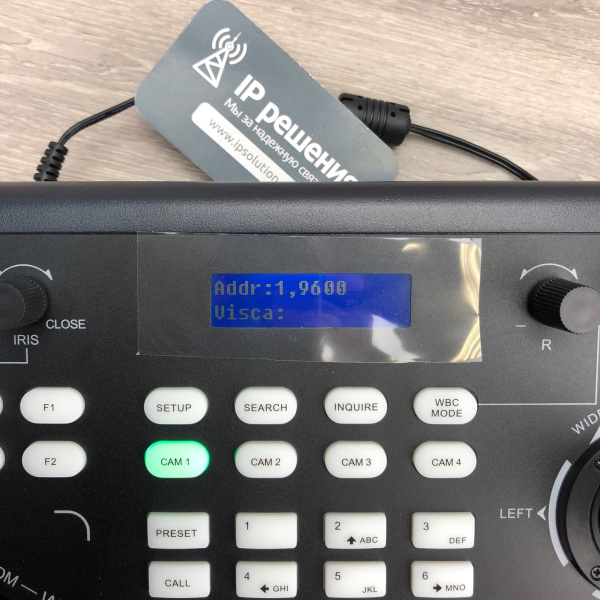 IP решения
Мы за надежную связь
www.ipsolution.
Addr:1,9600
Visca:
CLOSE
IRIS
R
F1
SETUP
SEARCH
INQUIRE
WBC
MODE
WIDE
F2
CAM 1
CAM 2
CAM 3
CAM 4
LEFT
PRESET
1
2 ABC
3 DEF
CALL
4 GHI
5 JKL
6 MNO